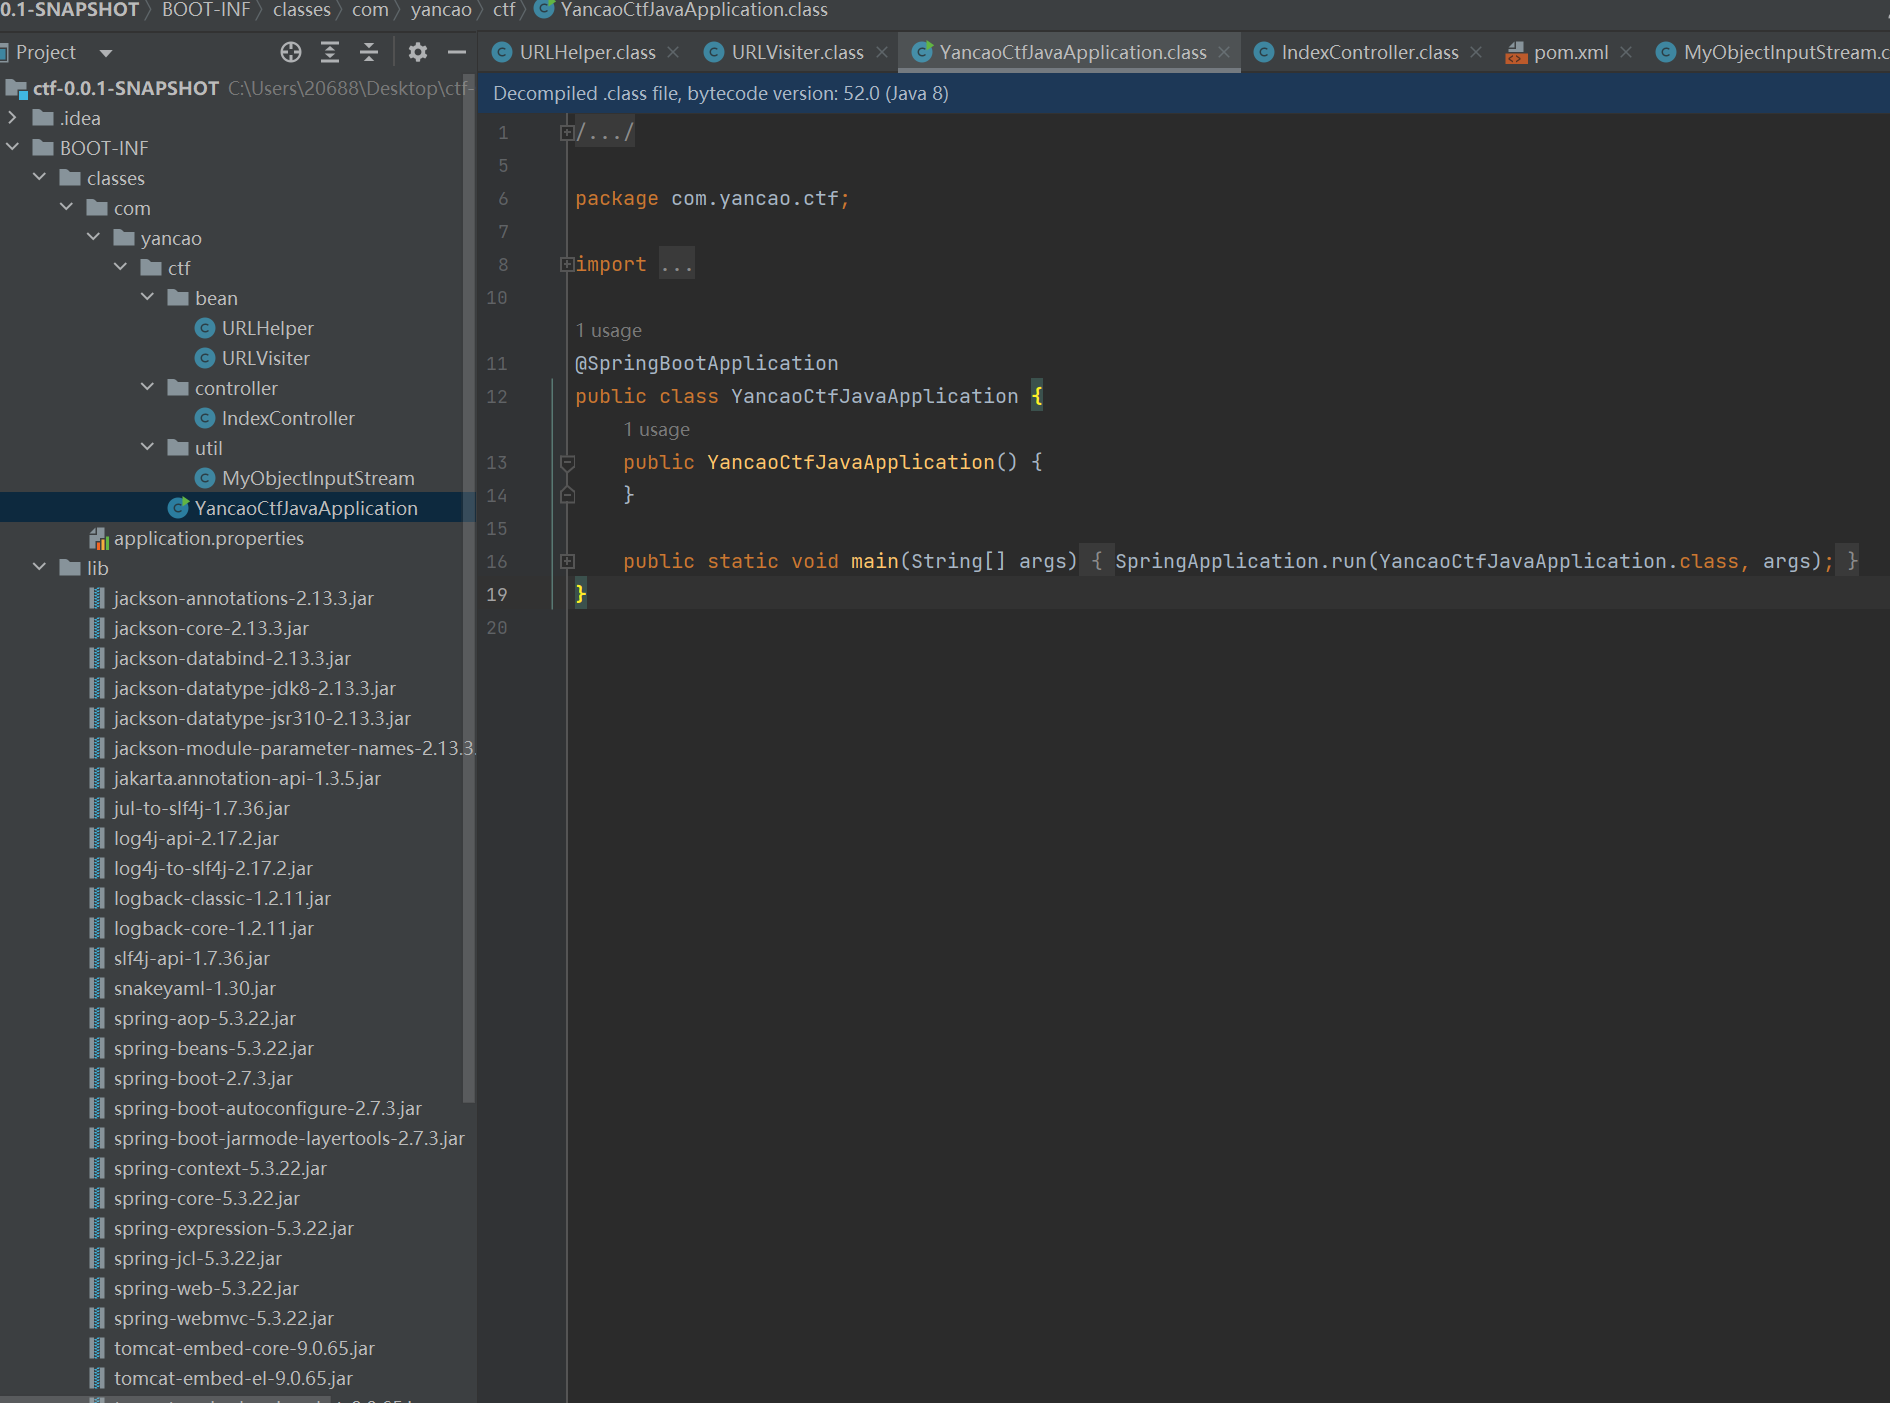 0.1-SNAPSHOT BOOT-INF classes com yancao ctf YancaoCtfJavaApplication.class
Project
URLHelper.class URLVisiter.class YancaoCtfJavaApplication.class IndexController.class pom.xml MyObjectInputStream.c
ctf-0.0.1-SNAPSHOT C:\Users\20688\Desktop\ctf-
.idea
BOOT-INF
classes
com
yancao
ctf
bean
URLHelper
URLVisiter
controller
IndexController
util
MyObjectInputStream
YancaoCtfJavaApplication
application.properties
lib
jackson-annotations-2.13.3.jar
jackson-core-2.13.3.jar
jackson-databind-2.13.3.jar
jackson-datatype-jdk8-2.13.3.jar
jackson-datatype-jsr310-2.13.3.jar
jackson-module-parameter-names-2.13.3.
jakarta.annotation-api-1.3.5.jar
jul-to-slf4j-1.7.36.jar
log4j-api-2.17.2.jar
log4j-to-slf4j-2.17.2.jar
logback-classic-1.2.11.jar
logback-core-1.2.11.jar
slf4j-api-1.7.36.jar
snakeyaml-1.30.jar
spring-aop-5.3.22.jar
spring-beans-5.3.22.jar
spring-boot-2.7.3.jar
spring-boot-autoconfigure-2.7.3.jar
spring-boot-jarmode-layertools-2.7.3.jar
spring-context-5.3.22.jar
spring-core-5.3.22.jar
spring-expression-5.3.22.jar
spring-jcl-5.3.22.jar
spring-web-5.3.22.jar
spring-webmvc-5.3.22.jar
tomcat-embed-core-9.0.65.jar
tomcat-embed-el-9.0.65.jar
Decompiled .class file, bytecode version: 52.0 (Java 8)
1 /.../
5
6 package com.yancao.ctf;
7
8 import ...
10
1 usage
11 @SpringBootApplication
12 public class YancaoCtfJavaApplication {
1 usage
13 public YancaoCtfJavaApplication() {
14 }
15
16 public static void main(String[] args) { SpringApplication.run(YancaoCtfJavaApplication.class, args); }
19 }
20